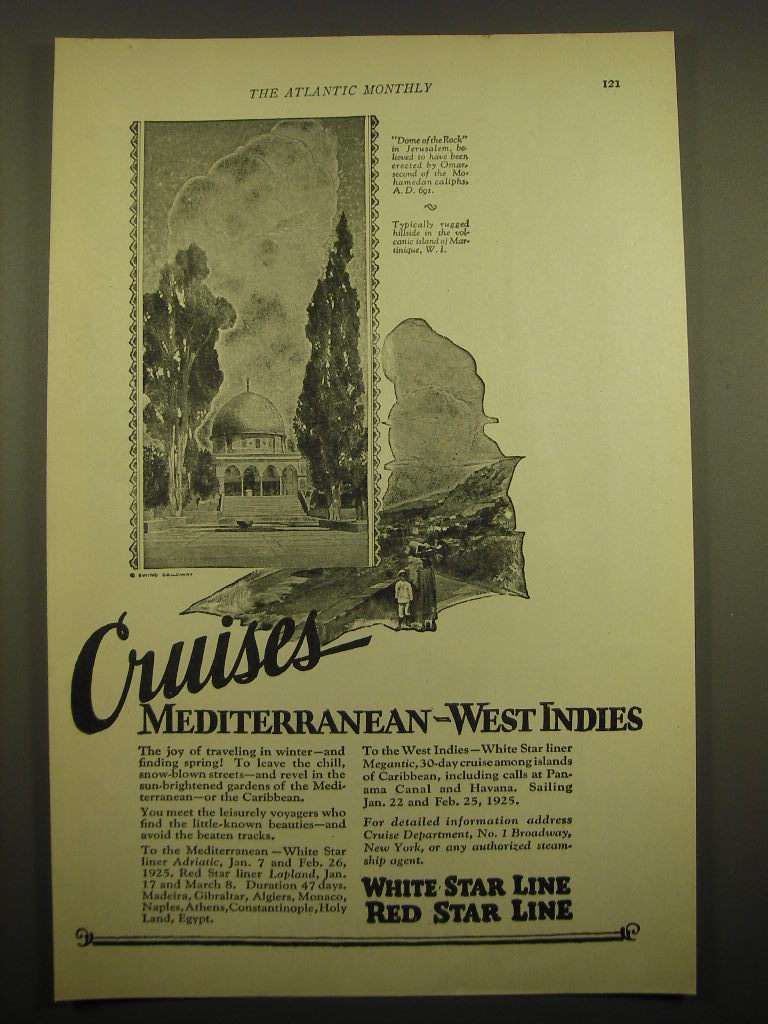 THE ATLANTIC MONTHLY
121
"Dome of the Rock"
in Jerusalem, be-
lieved to have been
erected by Omar,
second of the Mo-
hamedan caliphs,
A. D. 691.
Typically rugged
hillside in the vol-
canic island of Mar-
tinique, W. I.
© EWING GALLOWAY
Cruises—
MEDITERRANEAN—WEST INDIES
The joy of traveling in winter—and
finding spring! To leave the chill,
snow-blown streets—and revel in the
sun-brightened gardens of the Medi-
terranean—or the Caribbean.
You meet the leisurely voyagers who
find the little-known beauties—and
avoid the beaten tracks.
To the Mediterranean—White Star
liner Adriatic, Jan. 7 and Feb. 26,
1925. Red Star liner Lapland, Jan.
17 and March 8. Duration 47 days.
Madeira, Gibraltar, Algiers, Monaco,
Naples, Athens, Constantinople, Holy
Land, Egypt.
To the West Indies—White Star liner
Megantic, 30-day cruise among islands
of Caribbean, including calls at Pan-
ama Canal and Havana. Sailing
Jan. 22 and Feb. 25, 1925.
For detailed information address
Cruise Department, No. 1 Broadway,
New York, or any authorized steam-
ship agent.
WHITE STAR LINE
RED STAR LINE